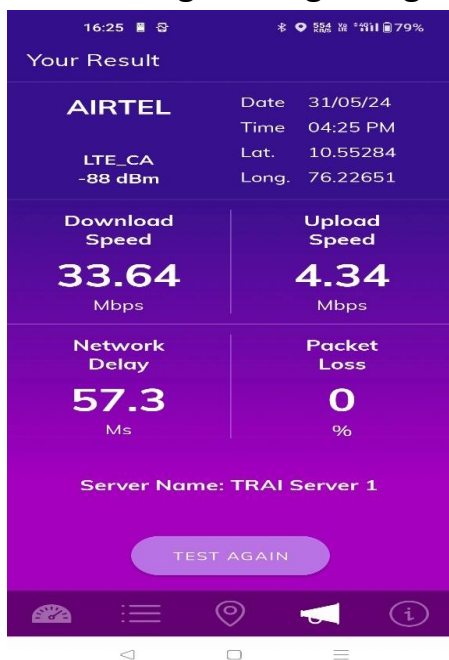 16:25 554 KB/S 79%
Your Result
AIRTEL
LTE_CA
-88 dBm
Date 31/05/24
Time 04:25 PM
Lat. 10.55284
Long. 76.22651
Download
Speed
33.64
Mbps
Upload
Speed
4.34
Mbps
Network
Delay
57.3
Ms
Packet
Loss
0
%
Server Name: TRAI Server 1
TEST AGAIN